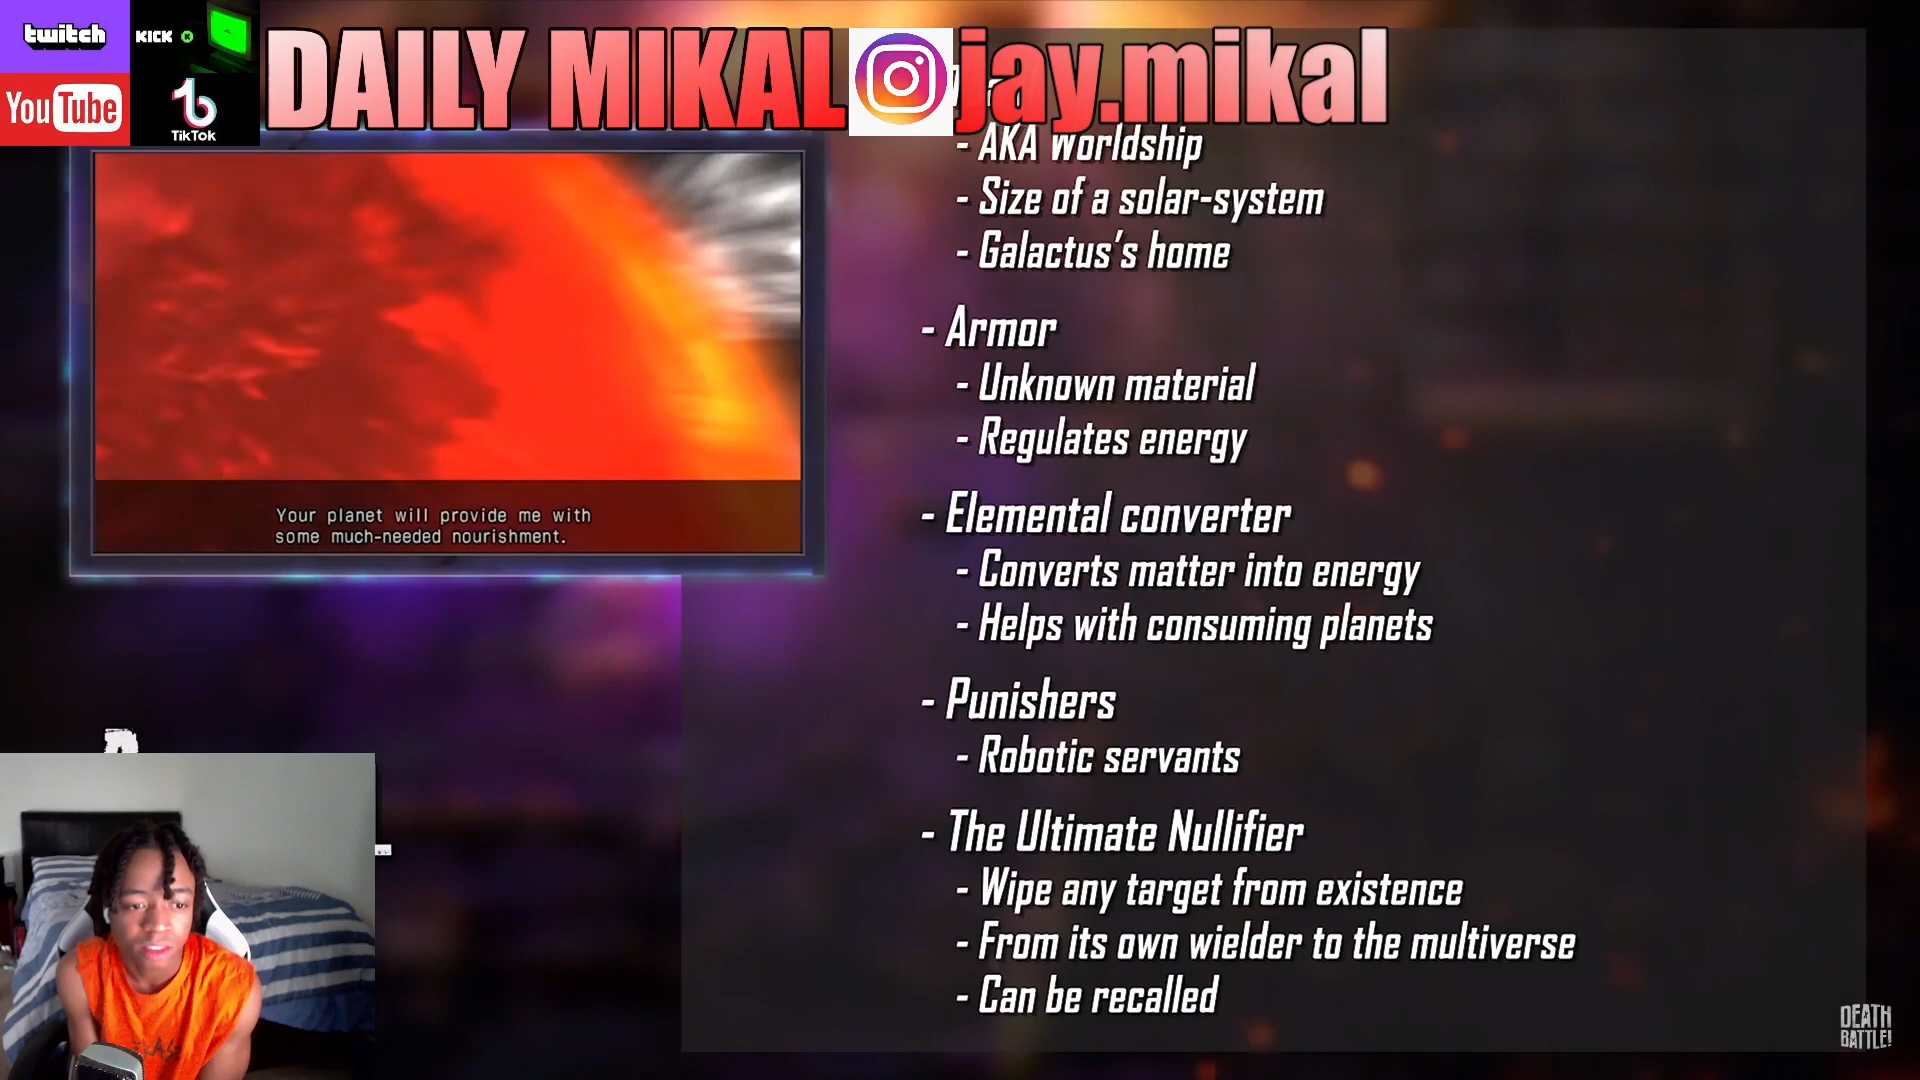 twitch
KICK
YouTube
TikTok
DAILY MIKAL
jay.mikal
- AKA worldship
- Size of a solar-system
- Galactus's home
- Armor
- Unknown material
- Regulates energy
- Elemental converter
- Converts matter into energy
- Helps with consuming planets
- Punishers
- Robotic servants
- The Ultimate Nullifier
- Wipe any target from existence
- From its own wielder to the multiverse
- Can be recalled
Your planet will provide me with
some much-needed nourishment.
DEATH
BATTLE!